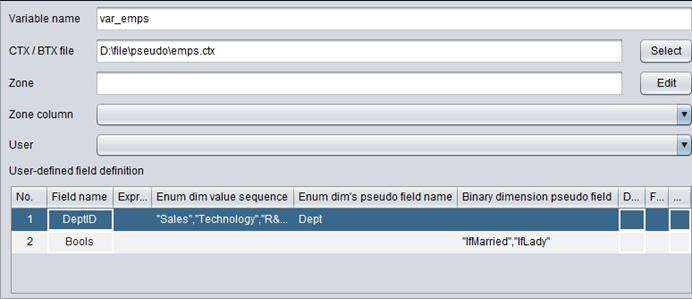 Variable name var_emps
CTX / BTX file D:\file\pseudo\emps.ctx Select
Zone Edit
Zone column
User
User-defined field definition
No. Field name Expr... Enum dim value sequence Enum dim's pseudo field name Binary dimension pseudo field D... F... ...
1 DeptID "Sales","Technology","R&... Dept
2 Bools "IfMarried","IfLady"